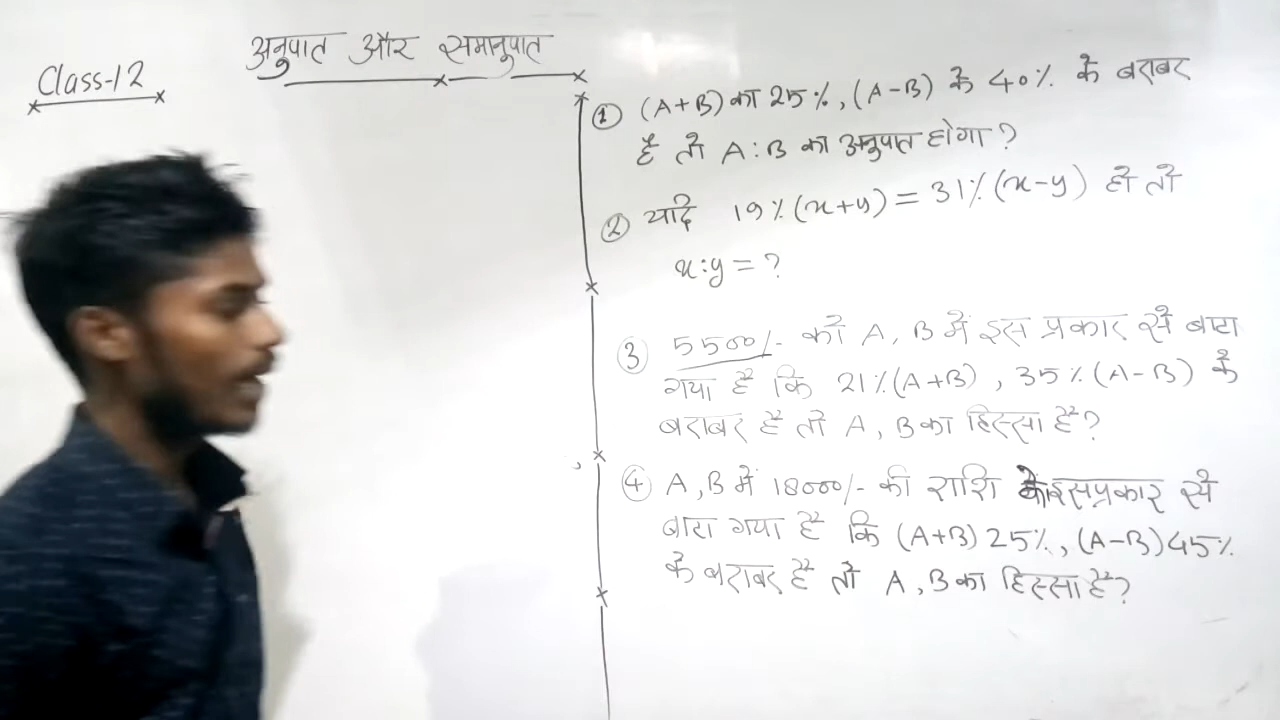 Class-12
अनुपात और समानुपात
① (A+B) का 25%, (A-B) के 40% के बराबर
है तो A:B का अनुपात होगा?
② यदि 19%(x+y) = 31%(x-y) हो तो
x:y = ?
③ 5500/- को A, B में इस प्रकार से बाटा
गया है कि 21%(A+B), 35%(A-B) के
बराबर है तो A, B का हिस्सा है?
④ A, B में 18000/- की राशि को इस प्रकार से
बाटा गया है कि (A+B) 25%, (A-B) 45%
के बराबर है तो A, B का हिस्सा है?